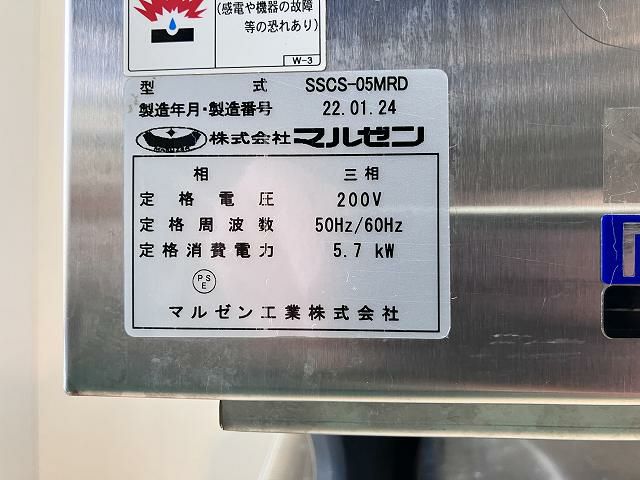 (感電や機器の故障
等の恐れあり)
W-3
型 式 SSCS-05MRD
製造年月・製造番号 22.01.24
MARUZEN 株式会社マルゼン
相 三相
定格電圧 200V
定格周波数 50Hz/60Hz
定格消費電力 5.7 kW
PS
E
マルゼン工業株式会社